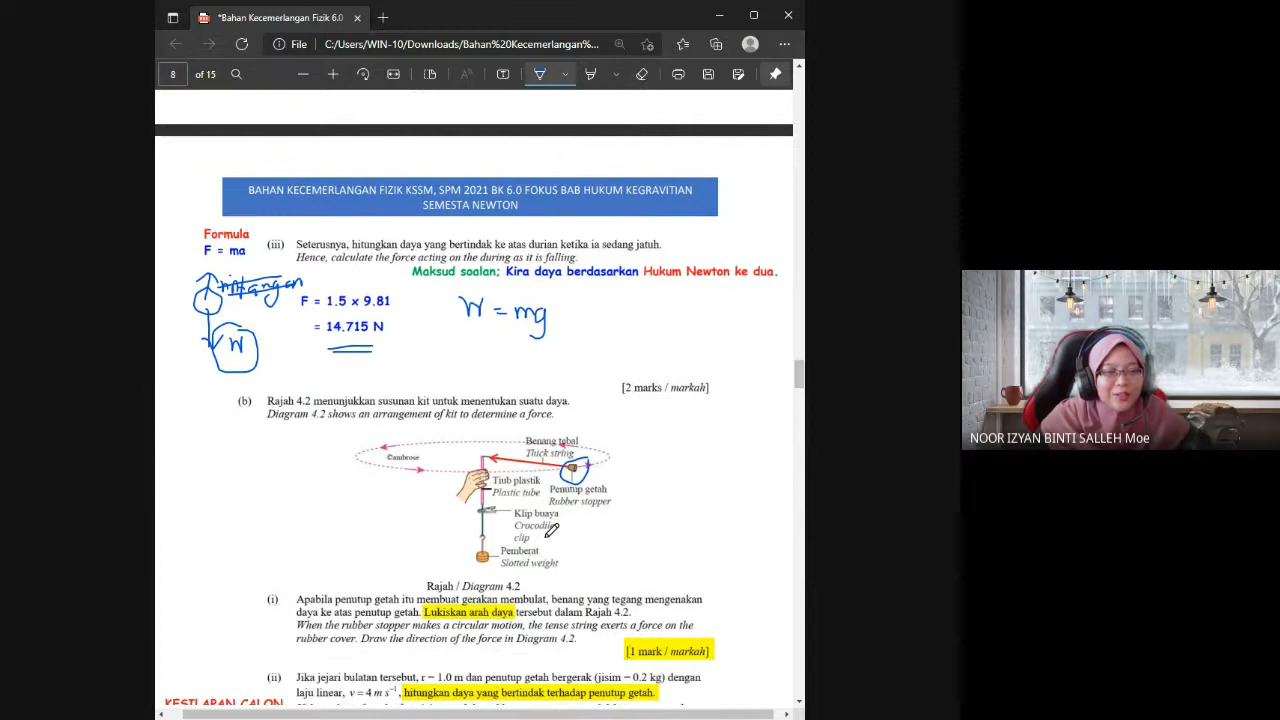 *Bahan Kecemerlangan Fizik 6.0
File
C:/Users/WIN-10/Downloads/Bahan%20Kecemerlangan%...
8 of 15
BAHAN KECEMERLANGAN FIZIK KSSM, SPM 2021 BK 6.0 FOKUS BAB HUKUM KEGRAVITIAN
SEMESTA NEWTON
Formula
F = ma
(iii) Seterusnya, hitungkan daya yang bertindak ke atas durian ketika ia sedang jatuh.
Hence, calculate the force acting on the during as it is falling.
Maksud soalan; Kira daya berdasarkan Hukum Newton ke dua.
rintangan
F = 1.5 x 9.81
= 14.715 N
W = mg
W
[2 marks / markah]
(b) Rajah 4.2 menunjukkan susunan kit untuk menentukan suatu daya.
Diagram 4.2 shows an arrangement of kit to determine a force.
Benang tebal
Thick string
©ambrose
Tiub plastik
Plastic tube
Penutup getah
Rubber stopper
Klip buaya
Crocodile
clip
Pemberat
Slotted weight
Rajah / Diagram 4.2
(i) Apabila penutup getah itu membuat gerakan membulat, benang yang tegang mengenakan
daya ke atas penutup getah. Lukiskan arah daya tersebut dalam Rajah 4.2.
When the rubber stopper makes a circular motion, the tense string exerts a force on the
rubber cover. Draw the direction of the force in Diagram 4.2.
[1 mark / markah]
(ii) Jika jejari bulatan tersebut, r = 1.0 m dan penutup getah bergerak (jisim = 0.2 kg) dengan
laju linear, v = 4 m s⁻¹, hitungkan daya yang bertindak terhadap penutup getah.
KESILAPAN CALON
NOOR IZYAN BINTI SALLEH Moe